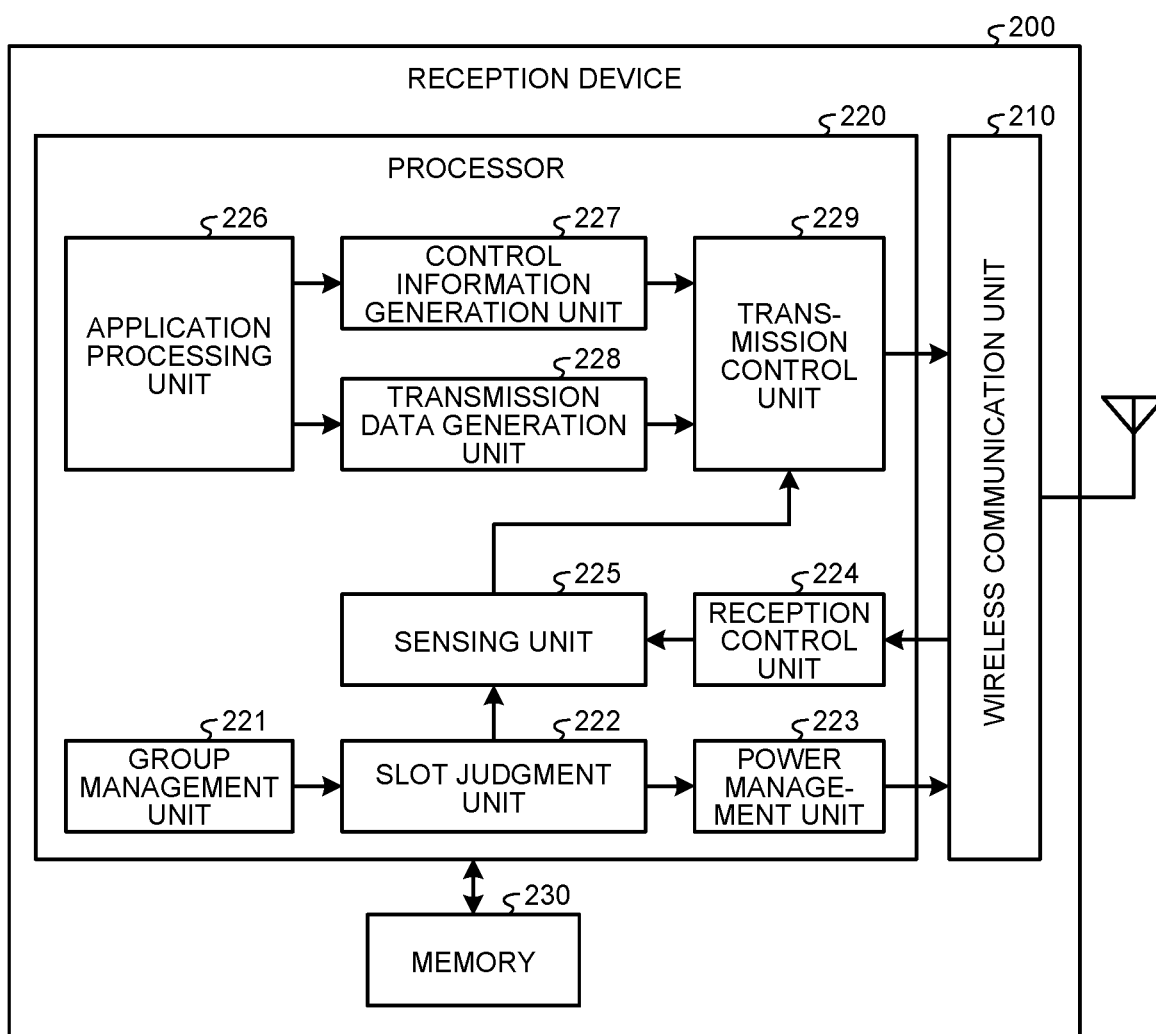 200
RECEPTION DEVICE
220
210
PROCESSOR
226
227
229
APPLICATION
PROCESSING
UNIT
CONTROL
INFORMATION
GENERATION UNIT
228
TRANSMISSION
DATA GENERATION
UNIT
TRANS-
MISSION
CONTROL
UNIT
WIRELESS COMMUNICATION UNIT
225
224
SENSING UNIT
RECEPTION
CONTROL
UNIT
221
222
223
GROUP
MANAGEMENT
UNIT
SLOT JUDGMENT
UNIT
POWER
MANAGE-
MENT UNIT
230
MEMORY